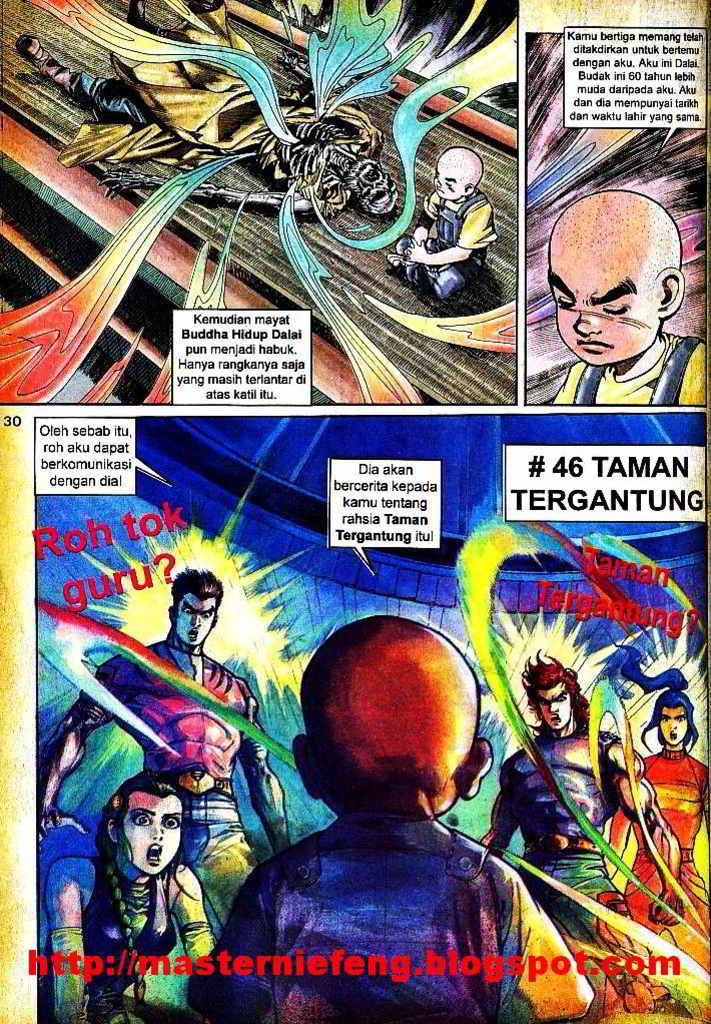 Kemudian mayat
Buddha Hidup Dalai
pun menjadi habuk.
Hanya rangkanya saja
yang masih terlantar di
atas katil itu.
Kamu bertiga memang telah
ditakdirkan untuk bertemu
dengan aku. Aku ini Dalai.
Budak ini 60 tahun lebih
muda daripada aku. Aku
dan dia mempunyai tarikh
dan waktu lahir yang sama.
30
Oleh sebab itu,
roh aku dapat
berkomunikasi
dengan dia!
Dia akan
bercerita kepada
kamu tentang
rahsia Taman
Tergantung itu!
# 46 TAMAN
TERGANTUNG
Roh tok
guru?
Taman
Tergantung?
http://masterniefeng.blogspot.com